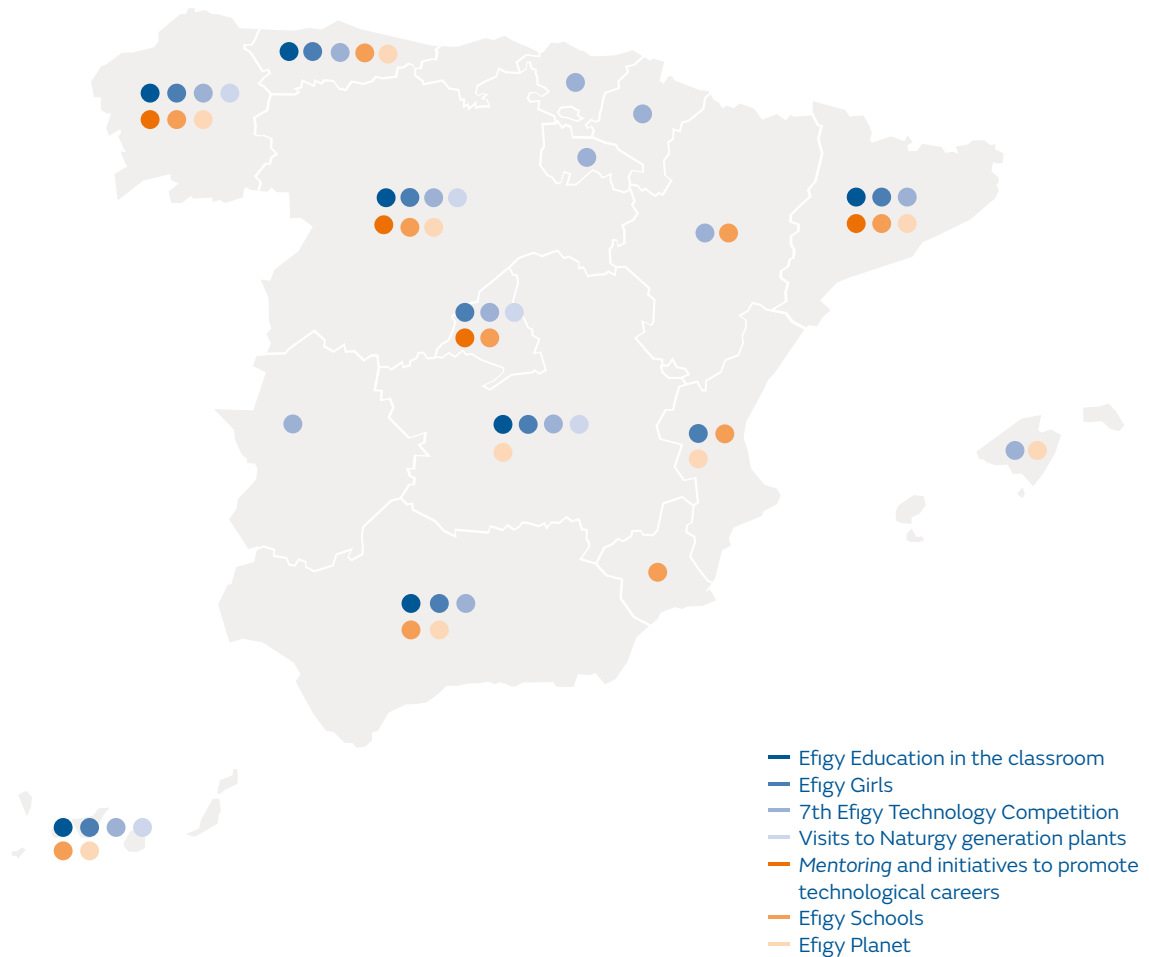 Efigy Education in the classroom
Efigy Girls
7th Efigy Technology Competition
Visits to Naturgy generation plants
Mentoring and initiatives to promote
technological careers
Efigy Schools
Efigy Planet